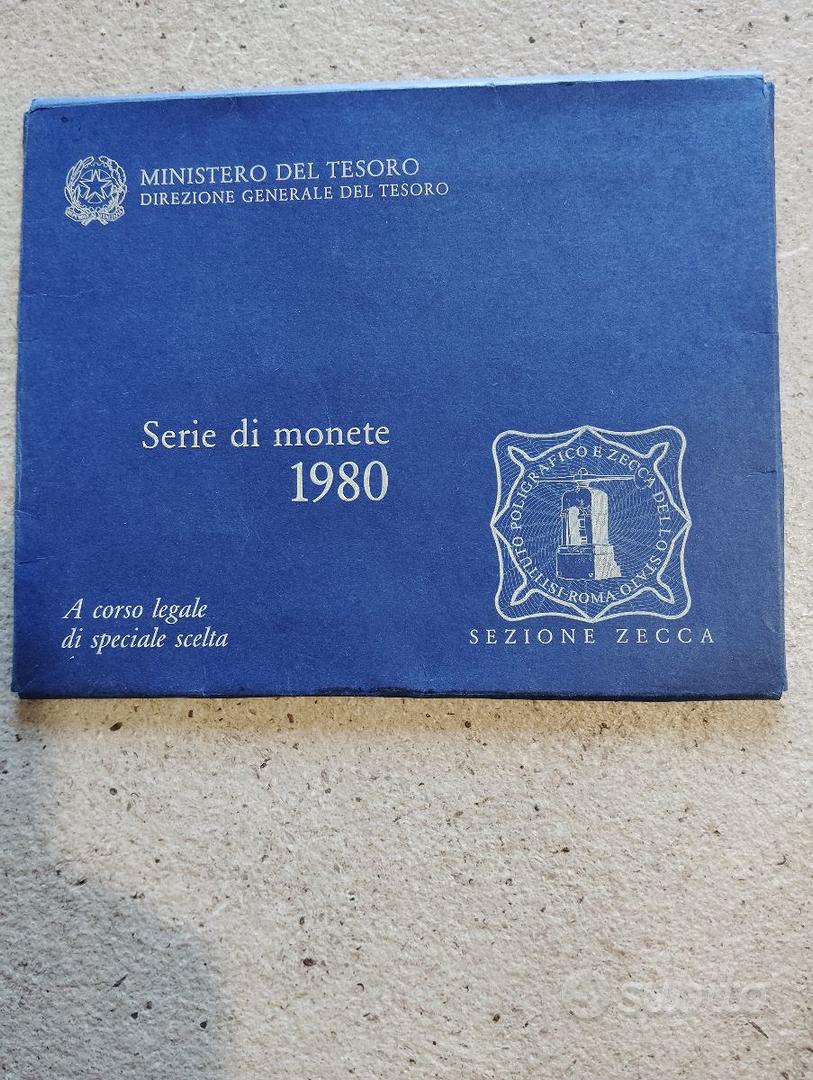 MINISTERO DEL TESORO
DIREZIONE GENERALE DEL TESORO
Serie di monete
1980
ISTITUTO POLIGRAFICO E ZECCA DELLO STATO
·ROMA·
A corso legale
di speciale scelta
SEZIONE ZECCA
subito